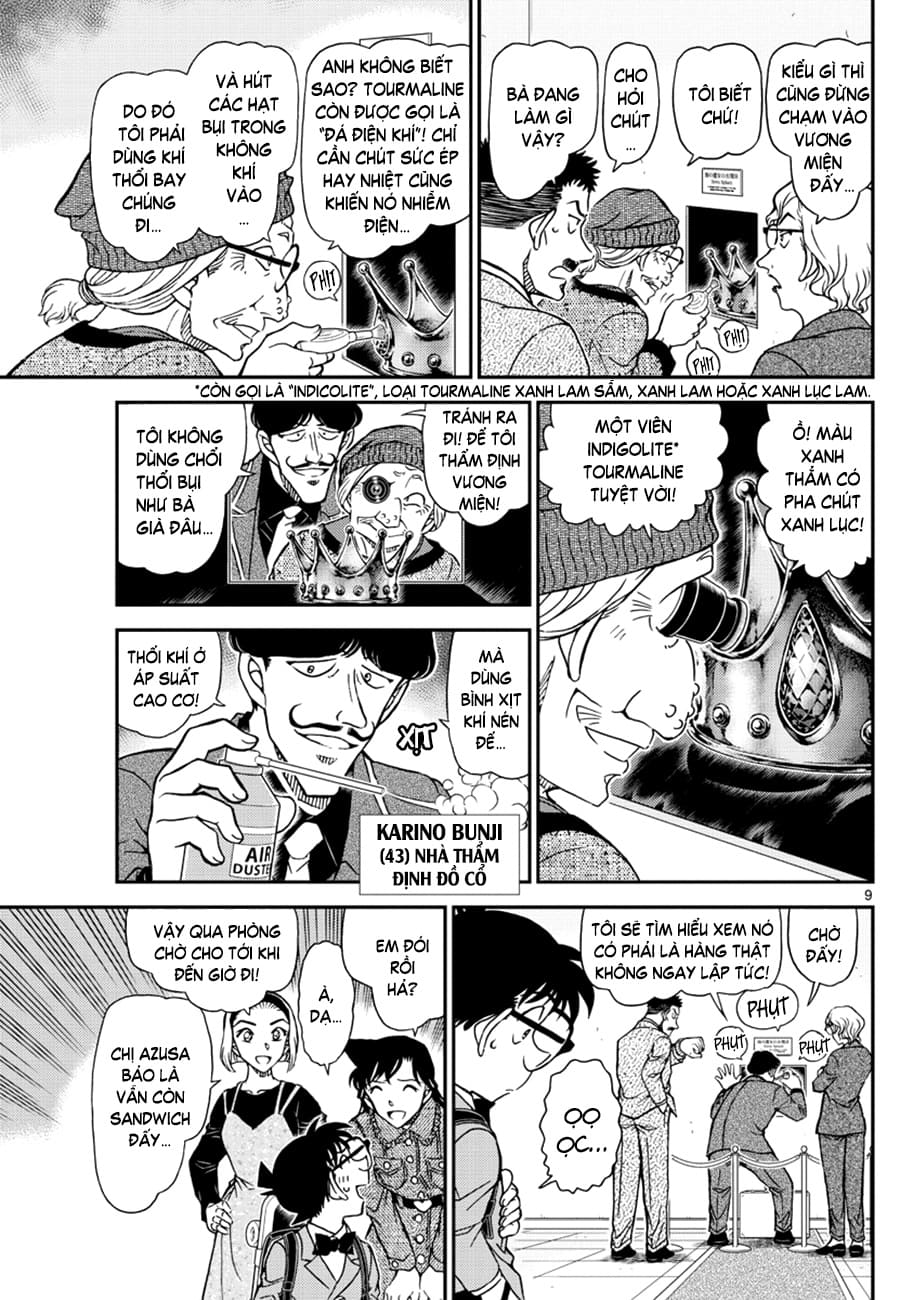 KIỂU GÌ THÌ
CŨNG ĐỪNG
CHẠM VÀO
VƯƠNG
MIỆN
ĐẤY...
TÔI BIẾT
CHỨ!
CHO
HỎI
CHÚT
...
BÀ ĐANG
LÀM GÌ
VẬY?
PHỊT
PHỊT
ANH KHÔNG BIẾT
SAO? TOURMALINE
CÒN ĐƯỢC GỌI LÀ
“ĐÁ ĐIỆN KHÍ”! CHỈ
CẦN CHÚT SỨC ÉP
HAY NHIỆT CŨNG
KHIẾN NÓ NHIỄM
ĐIỆN...
VÀ HÚT
CÁC HẠT
BỤI TRONG
KHÔNG
KHÍ
VÀO ...
DO ĐÓ
TÔI PHẢI
DÙNG KHÍ
THỔI BAY
CHÚNG
ĐI...
PHỊT
*CÒN GỌI LÀ “INDICOLITE”, LOẠI TOURMALINE XANH LAM SẪM, XANH LAM HOẶC XANH LỤC LAM.
Ồ! MÀU
XANH
THẲM CÓ
PHA CHÚT
XANH LỤC!
MỘT VIÊN
INDIGOLITE*
TOURMALINE
TUYỆT VỜI!
TRÁNH RA
ĐI! ĐỂ TÔI
THẨM ĐỊNH
VƯƠNG
MIỆN!
TÔI KHÔNG
DÙNG CHỔI
THỔI BỤI
NHƯ BÀ
GIÀ ĐÂU...
MÀ
DÙNG
BÌNH XỊT
KHÍ NÉN
ĐẾ...
THỔI KHÍ Ở
ÁP SUẤT
CAO CƠ!
XỊT
AIR
DUSTE
KARINO BUNJI
(43) NHÀ THẨM
ĐỊNH ĐỒ CỔ
9
CHỜ
ĐẤY!
TÔI SẼ TÌM HIỂU XEM NÓ
CÓ PHẢI LÀ HÀNG THẬT
KHÔNG NGAY LẬP TỨC!
PHỤT
PHỤT
PHỤT
ỌỌ
ỌC...
EM ĐÓI
RỒI
HẢ?
À,
DẠ...
VẬY QUA PHÒNG
CHỜ CHO TỚI KHI
ĐẾN GIỜ ĐI!
CHỊ AZUSA
BẢO LÀ
VẪN CÒN
SANDWICH
ĐẤY...